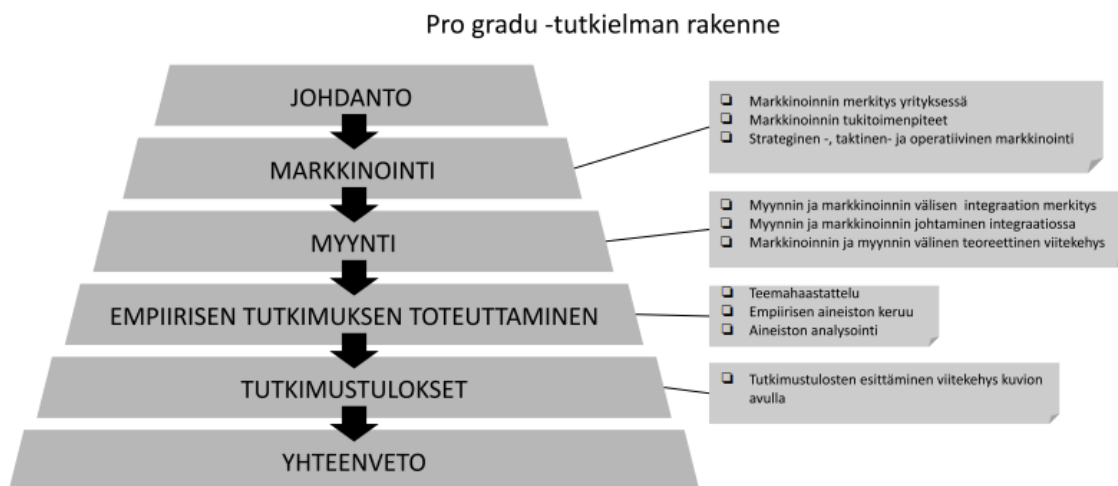 Pro gradu -tutkielman rakenne
JOHDANTO
MARKKINOINTI
Markkinoinnin merkitys yrityksessä
Markkinoinnin tukitoimenpiteet
Strateginen -, taktinen- ja operatiivinen markkinointi
MYYNTI
Myynnin ja markkinoinnin välisen integraation merkitys
Myynnin ja markkinoinnin johtaminen integraatiossa
Markkinoinnin ja myynnin välinen teoreettinen viitekehys
EMPIIRISEN TUTKIMUKSEN TOTEUTTAMINEN
Teemahaastattelu
Empiirisen aineiston keruu
Aineiston analysointi
TUTKIMUSTULOKSET
Tutkimustulosten esittäminen viitekehys kuvion
avulla
YHTEENVETO